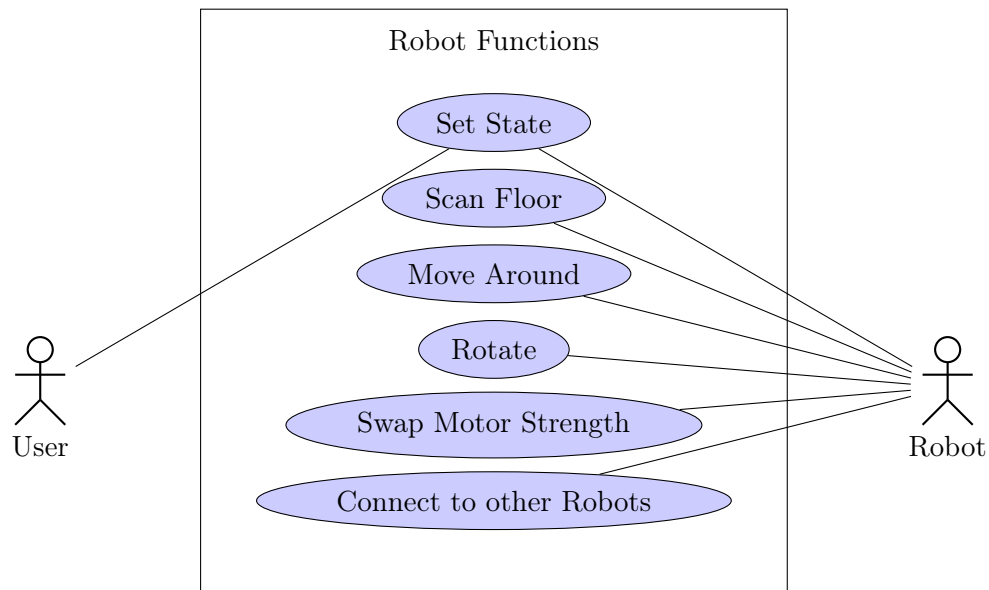 Robot Functions
Set State
Scan Floor
Move Around
Rotate
Swap Motor Strength
Connect to other Robots
User
Robot